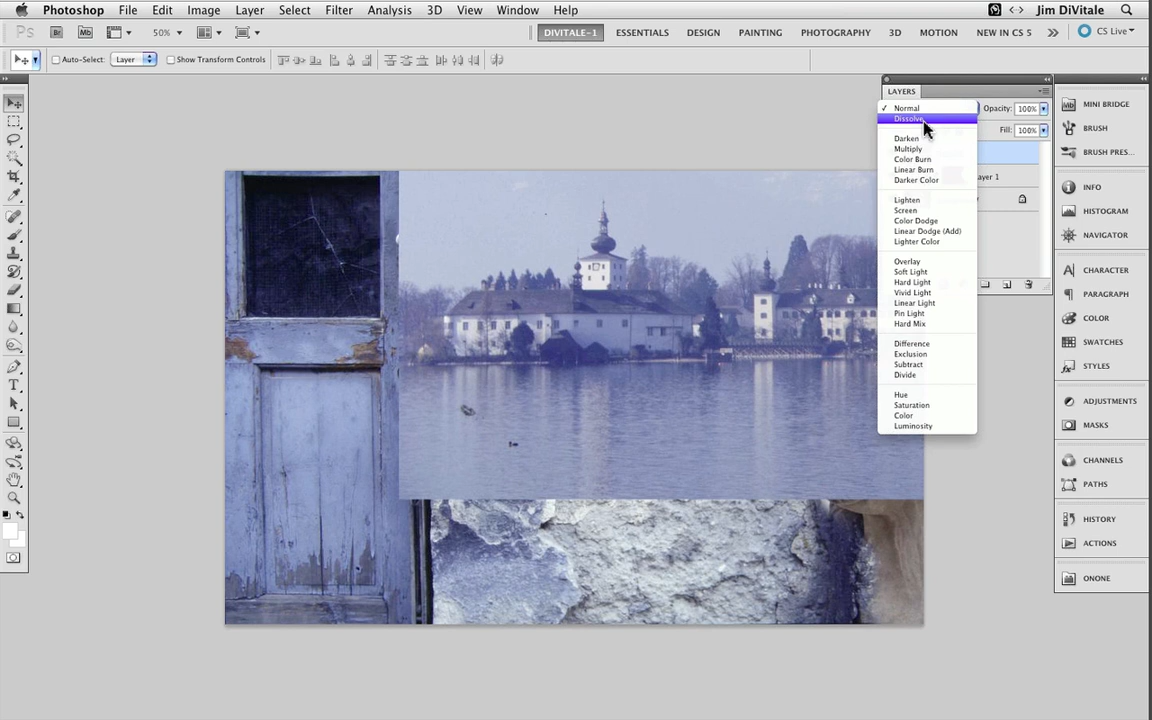 Photoshop File Edit Image Layer Select Filter Analysis 3D View Window Help Jim DiVitale
Ps Br Mb 50% DIVITALE-1 ESSENTIALS DESIGN PAINTING PHOTOGRAPHY 3D MOTION NEW IN CS 5 CS Live
Auto-Select: Layer Show Transform Controls
LAYERS
Normal Opacity: 100%
Dissolve
Fill: 100%
Darken
Multiply
Color Burn
Linear Burn
Darker Color
ayer 1
Lighten
Screen
Color Dodge
Linear Dodge (Add)
Lighter Color
Overlay
Soft Light
Hard Light
Vivid Light
Linear Light
Pin Light
Hard Mix
Difference
Exclusion
Subtract
Divide
Hue
Saturation
Color
Luminosity
Mb MINI BRIDGE
BRUSH
BRUSH PRES...
INFO
HISTOGRAM
NAVIGATOR
CHARACTER
PARAGRAPH
COLOR
SWATCHES
STYLES
ADJUSTMENTS
MASKS
CHANNELS
PATHS
HISTORY
ACTIONS
ONONE